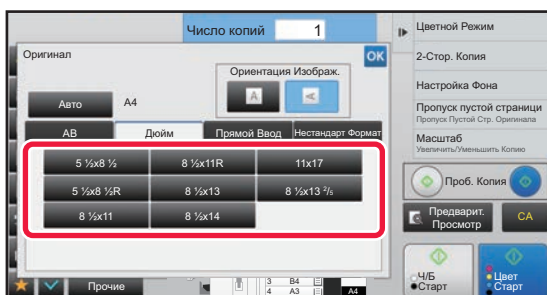 Число копий 1
Оригинал
OK
Ориентация Изображ.
A
A
Авто A4
AB Дюйм Прямой Ввод Нестандарт Формат
5 ½x8 ½ 8 ½x11R 11x17
5 ½x8 ½R 8 ½x13 8 ½x13 ²/₅
8 ½x11 8 ½x14
Прочие
3 B4
4 A3
A4
Цветной Режим
2-Стор. Копия
Настройка Фона
Пропуск пустой страници
Пропуск Пустой Стр. Оригинала
Масштаб
Увеличить/Уменьшить Копию
Проб. Копия
Предварит.
Просмотр
CA
Ч/Б
Старт
Цвет
Старт